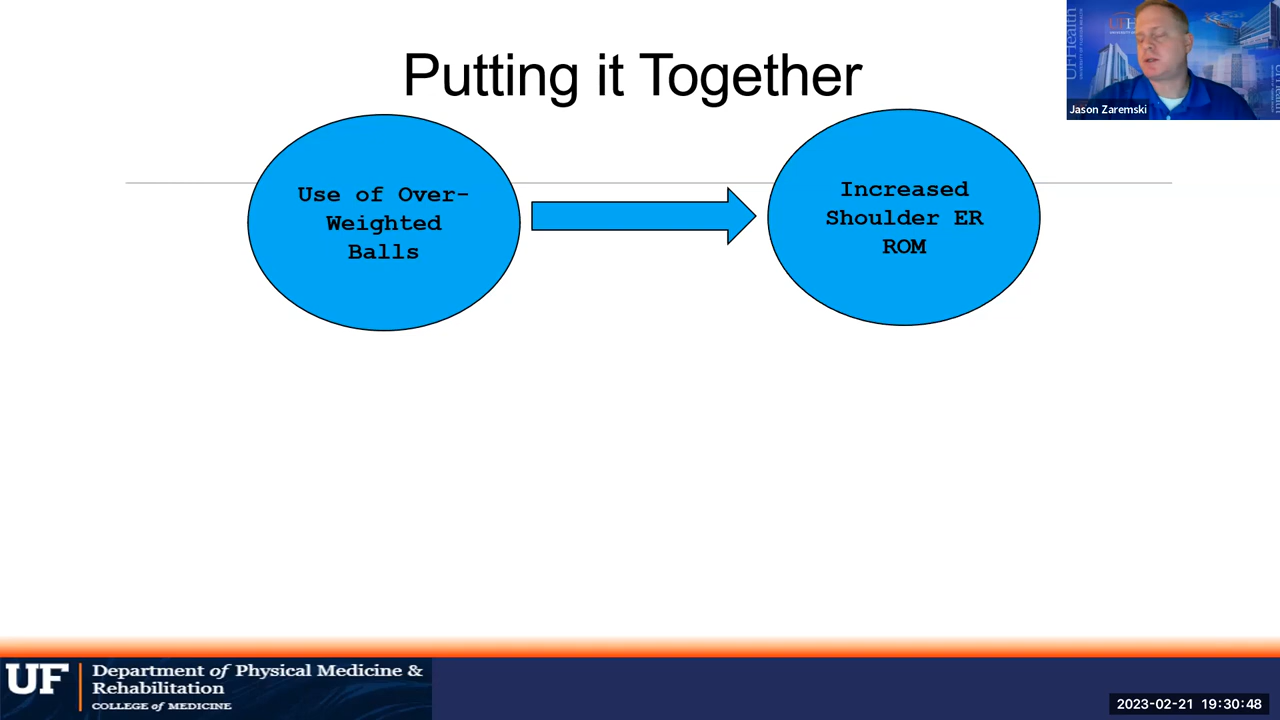 Putting it Together
Use of Over-
Weighted
Balls
Increased
Shoulder ER
ROM
UFHealth
Jason Zaremski
UF
Department of Physical Medicine &
Rehabilitation
COLLEGE of MEDICINE
2023-02-21 19:30:48